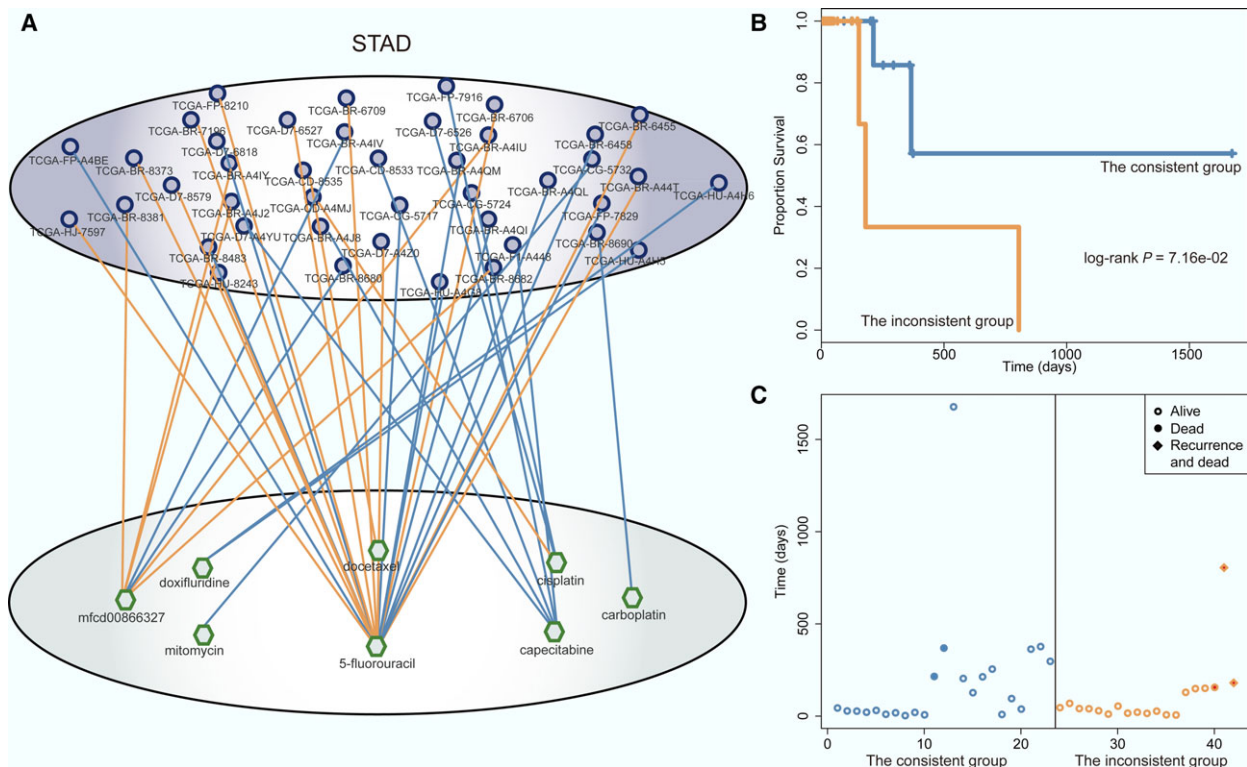 A
STAD
TCGA-FP-8210
TCGA-BR-6709
TCGA-FP-7916
TCGA-BR-6706
TCGA-BR-6455
TCGA-BR-7196
TCGA-D7-6527
TCGA-D7-6526
TCGA-BR-A4IV
TCGA-BR-A4IU
TCGA-BR-6458
TCGA-FP-A4BE
TCGA-D7-6818
TCGA-BR-8373
TCGA-BR-A4IY
TCGA-CD-8535
TCGA-CD-8533
TCGA-BR-A4QM
TCGA-CG-5732
TCGA-D7-8579
TCGA-BR-A4QL
TCGA-BR-A44T
TCGA-HU-A4H6
TCGA-BR-8381
TCGA-BR-A4J2
TCGA-CD-A4MJ
TCGA-CG-5717
TCGA-CG-5724
TCGA-FP-7829
TCGA-HJ-7597
TCGA-D7-A4YU
TCGA-BR-A4J8
TCGA-BR-A4QI
TCGA-BR-8690
TCGA-BR-8483
TCGA-D7-A4Z0
TCGA-F1-A448
TCGA-HU-8243
TCGA-BR-8680
TCGA-BR-8682
docetaxel
doxifluridine
cisplatin
mfcd00866327
carboplatin
mitomycin
5-fluorouracil
capecitabine
B
Proportion Survival
1.0
0.8
0.6
0.4
0.2
0.0
The consistent group
log-rank P = 7.16e-02
The inconsistent group
0
500
1000
1500
Time (days)
C
Alive
Dead
Recurrence
and dead
Time (days)
1500
1000
500
0
0
10
20
30
40
The consistent group
The inconsistent group